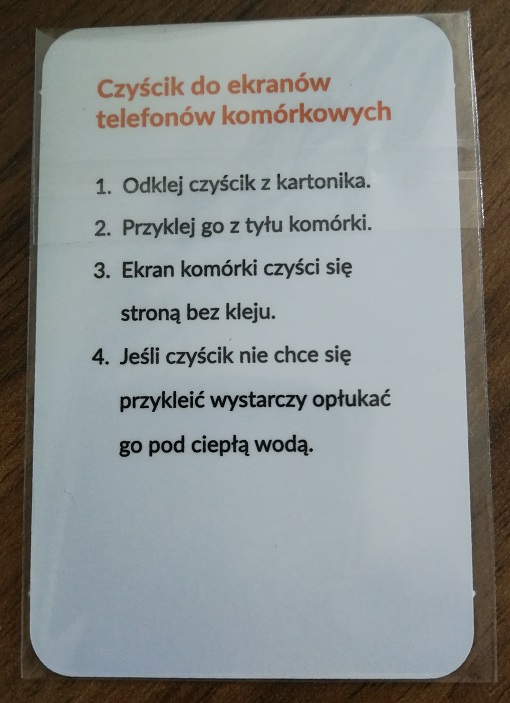 Czyścik do ekranów
telefonów komórkowych
1. Odklej czyścik z kartonika.
2. Przyklej go z tyłu komórki.
3. Ekran komórki czyści się
stroną bez kleju.
4. Jeśli czyścik nie chce się
przykleić wystarczy opłukać
go pod ciepłą wodą.